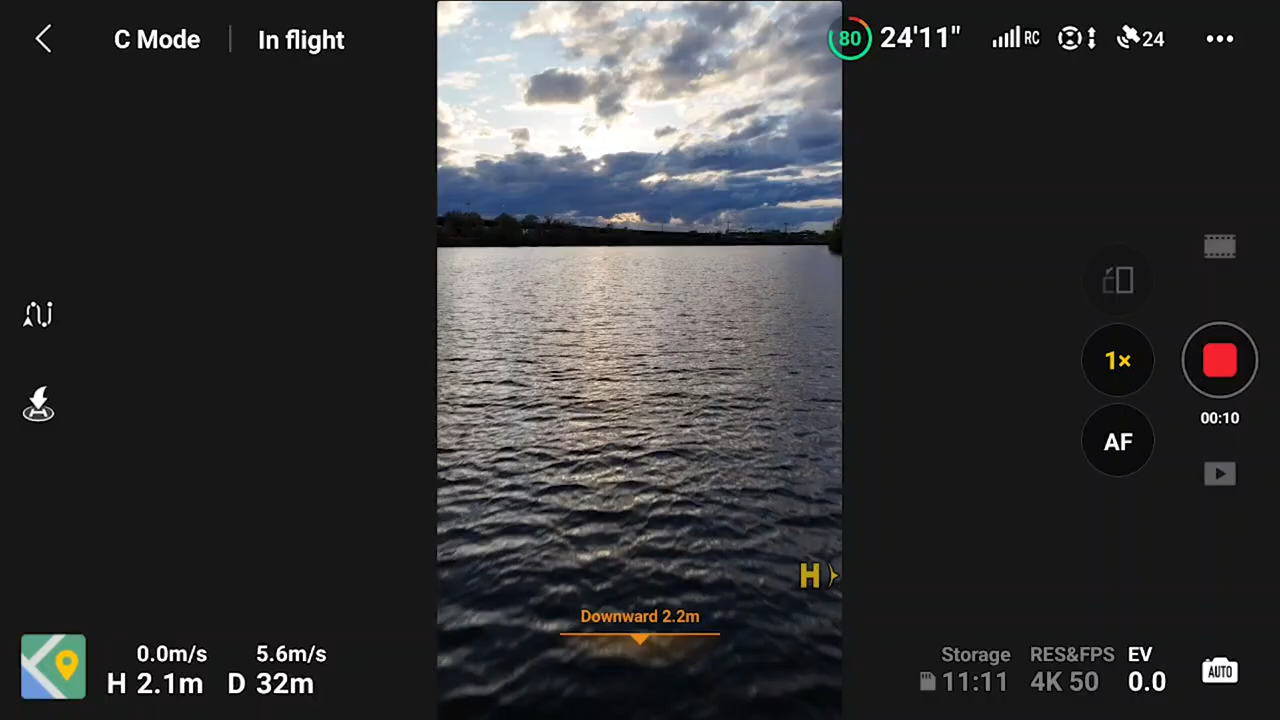 C Mode
In flight
80
24'11"
RC
24
1×
00:10
AF
H
Downward 2.2m
0.0m/s
5.6m/s
H 2.1m
D 32m
Storage
RES&FPS
EV
11:11
4K 50
0.0
AUTO